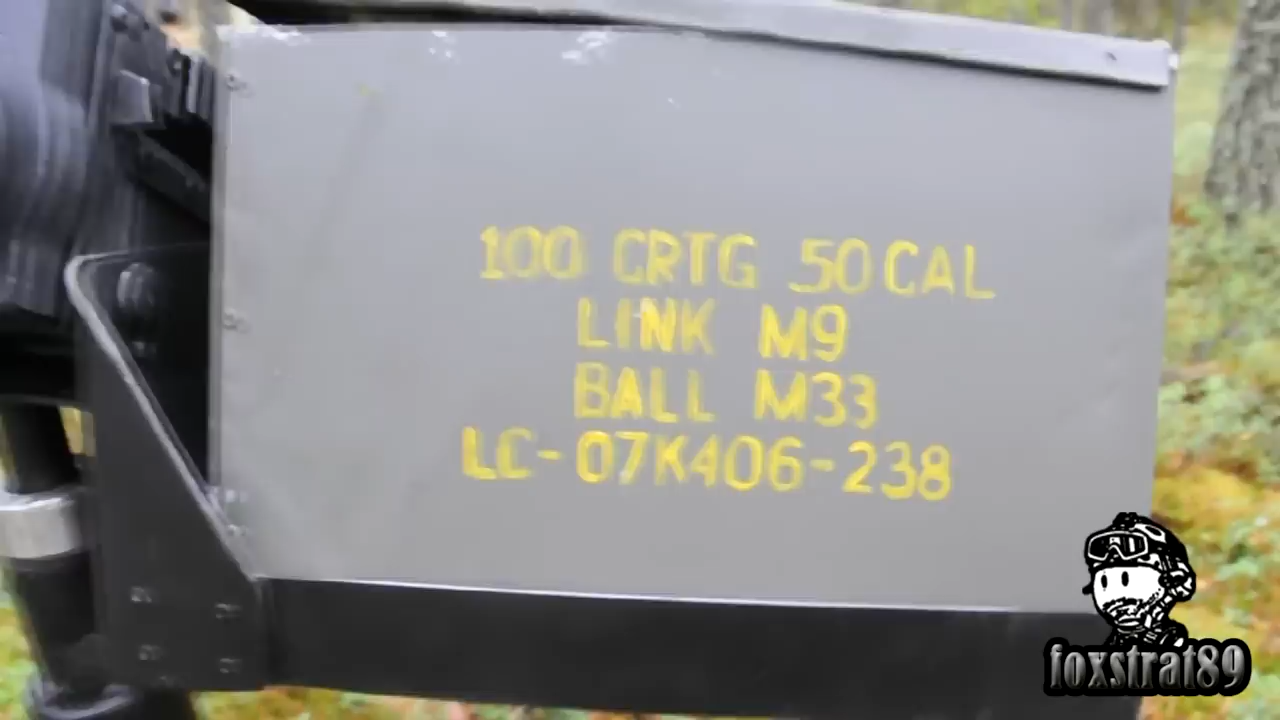 100 CRTG .50 CAL
LINK M9
BALL M33
LC-07K406-238
foxstrat89